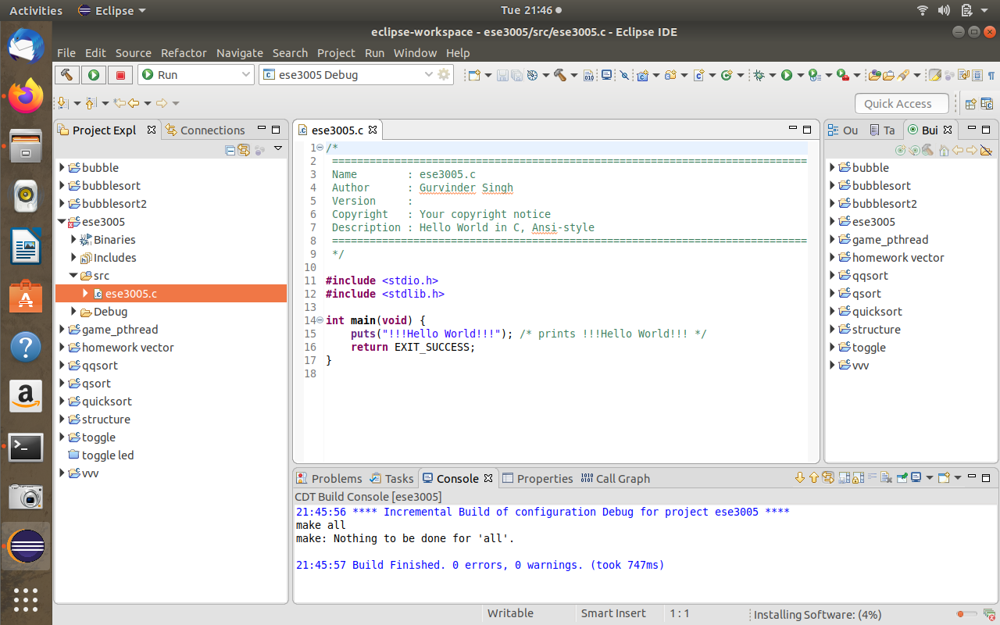 Activities Eclipse Tue 21:46
eclipse-workspace - ese3005/src/ese3005.c - Eclipse IDE
File Edit Source Refactor Navigate Search Project Run Window Help
Run ese3005 Debug
Quick Access
Project Expl Connections
bubble
bubblesort
bubblesort2
ese3005
Binaries
Includes
src
ese3005.c
Debug
game_pthread
homework vector
qqsort
qsort
quicksort
structure
toggle
toggle led
vvv
ese3005.c
1 /*
2 ============================================================================
3 Name : ese3005.c
4 Author : Gurvinder Singh
5 Version :
6 Copyright : Your copyright notice
7 Description : Hello World in C, Ansi-style
8 ============================================================================
9 */
10
11 #include <stdio.h>
12 #include <stdlib.h>
13
14 int main(void) {
15 puts("!!!Hello World!!!"); /* prints !!!Hello World!!! */
16 return EXIT_SUCCESS;
17 }
18
Ou Ta Bui
bubble
bubblesort
bubblesort2
ese3005
game_pthread
homework vector
qqsort
qsort
quicksort
structure
toggle
vvv
Problems Tasks Console Properties Call Graph
CDT Build Console [ese3005]
21:45:56 **** Incremental Build of configuration Debug for project ese3005 ****
make all
make: Nothing to be done for 'all'.
21:45:57 Build Finished. 0 errors, 0 warnings. (took 747ms)
Writable Smart Insert 1 : 1 Installing Software: (4%)